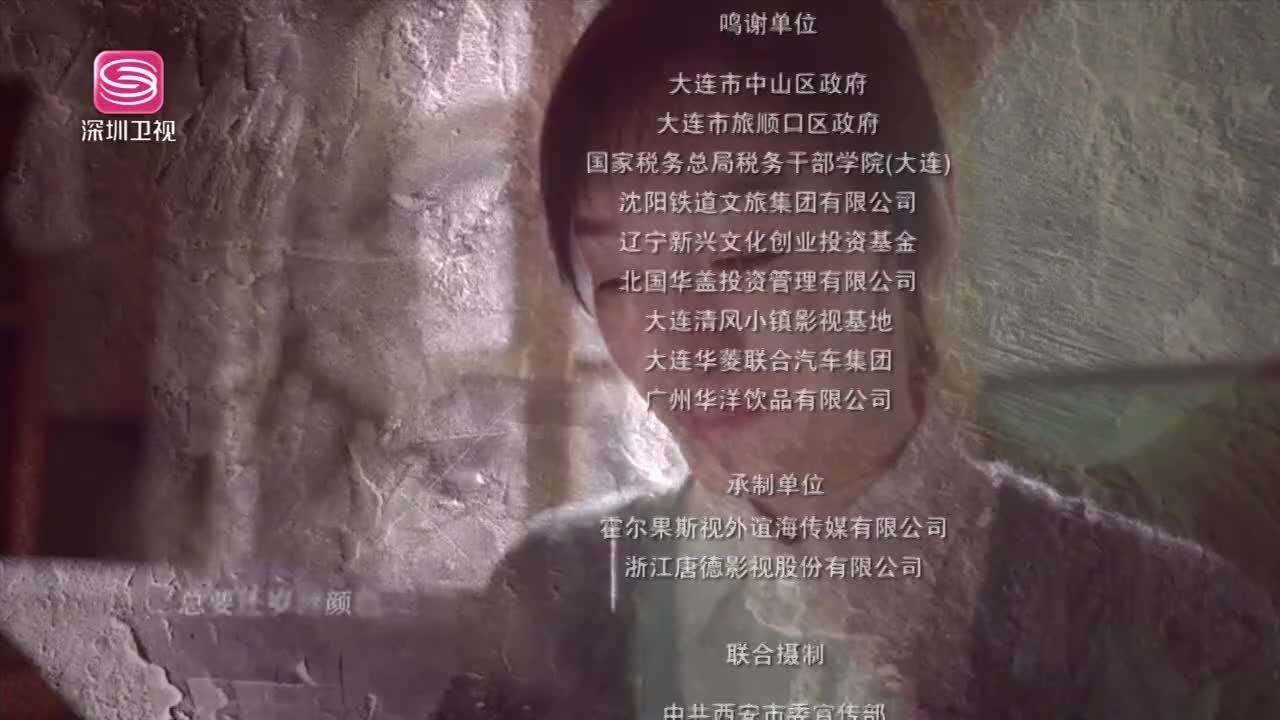 深圳卫视
鸣谢单位
大连市中山区政府
大连市旅顺口区政府
国家税务总局税务干部学院(大连)
沈阳铁道文旅集团有限公司
辽宁新兴文化创业投资基金
北国华盖投资管理有限公司
大连清风小镇影视基地
大连华菱联合汽车集团
广州华洋饮品有限公司
承制单位
霍尔果斯视外谊海传媒有限公司
浙江唐德影视股份有限公司
总要 颜
联合摄制
中共西安市委宣传部